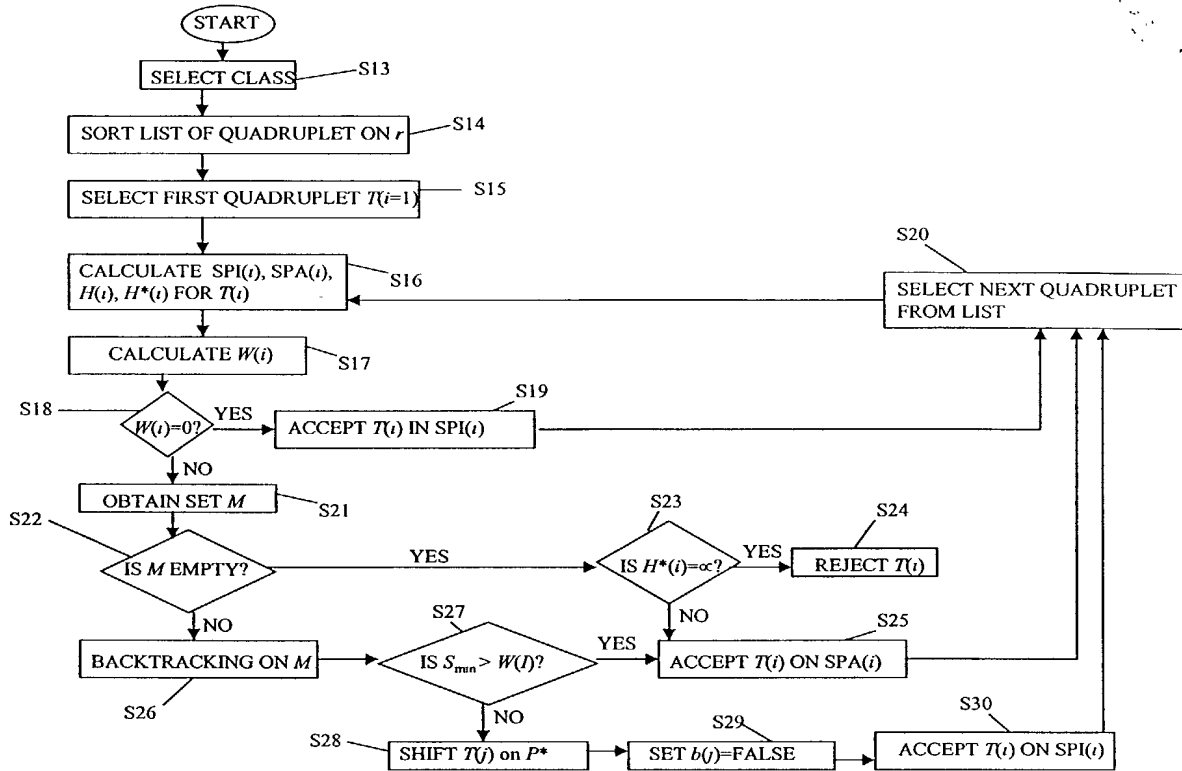 START
SELECT CLASS
S13
SORT LIST OF QUADRUPLET ON r
S14
SELECT FIRST QUADRUPLET T(i=1)
S15
CALCULATE SPI(ı), SPA(ı),
H(ı), H*(ı) FOR T(ı)
S16
S20
SELECT NEXT QUADRUPLET
FROM LIST
CALCULATE W(i)
S17
S18
W(ı)=0?
YES
S19
ACCEPT T(ı) IN SPI(ı)
NO
OBTAIN SET M
S21
S22
IS M EMPTY?
YES
S23
IS H*(i)=∝?
YES
S24
REJECT T(ı)
NO
NO
BACKTRACKING ON M
S26
S27
IS Smın > W(I)?
YES
S25
ACCEPT T(i) ON SPA(i)
NO
S28
SHIFT T(j) on P*
S29
SET b(ȷ)=FALSE
S30
ACCEPT T(ı) ON SPI(ı)